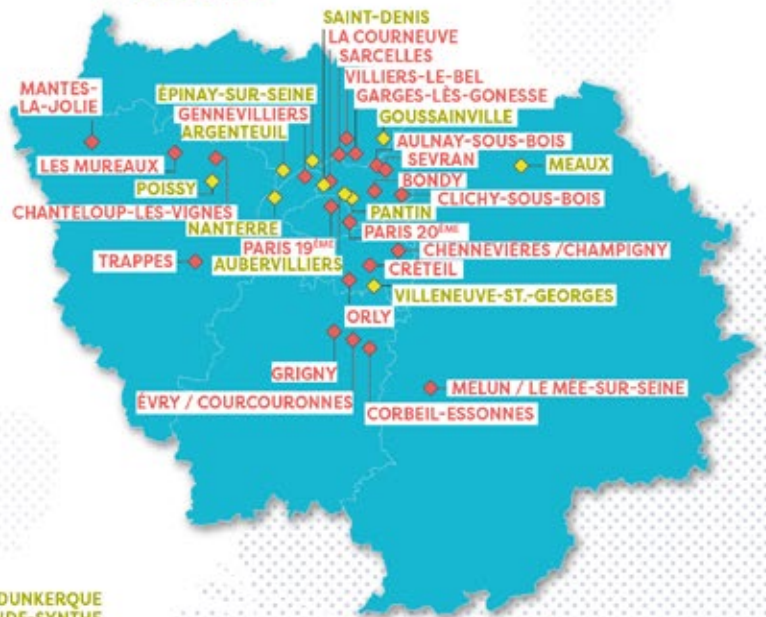 SAINT-DENIS
LA COURNEUVE
SARCELLES
VILLIERS-LE-BEL
GARGES-LÈS-GONESSE
GOUSSAINVILLE
MANTES-
LA-JOLIE
ÉPINAY-SUR-SEINE
GENNEVILLIERS
ARGENTEUIL
AULNAY-SOUS-BOIS
SEVRAN
BONDY
MEAUX
LES MUREAUX
POISSY
CLICHY-SOUS-BOIS
CHANTELOUP-LES-VIGNES
NANTERRE
PANTIN
PARIS 20ÈME
PARIS 19ÈME
AUBERVILLIERS
CHENNEVIÈRES /CHAMPIGNY
TRAPPES
CRÉTEIL
VILLENEUVE-ST.-GEORGES
ORLY
GRIGNY
ÉVRY / COURCOURONNES
MELUN / LE MÉE-SUR-SEINE
CORBEIL-ESSONNES
DUNKERQUE